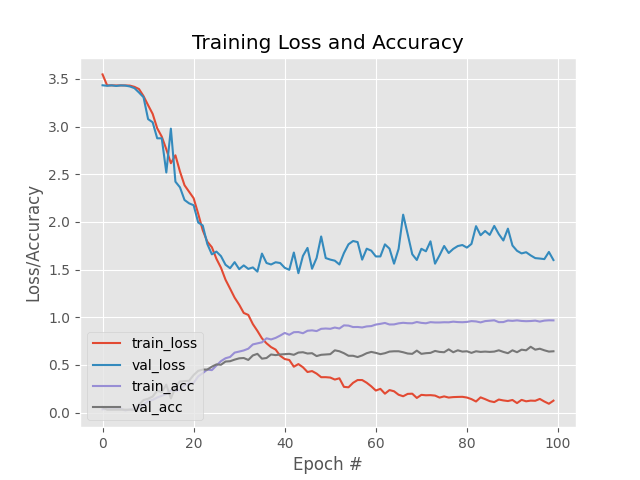 Training Loss and Accuracy
Loss/Accuracy
3.5
3.0
2.5
2.0
1.5
1.0
0.5
0.0
train_loss
val_loss
train_acc
val_acc
0 20 40 60 80 100
Epoch #